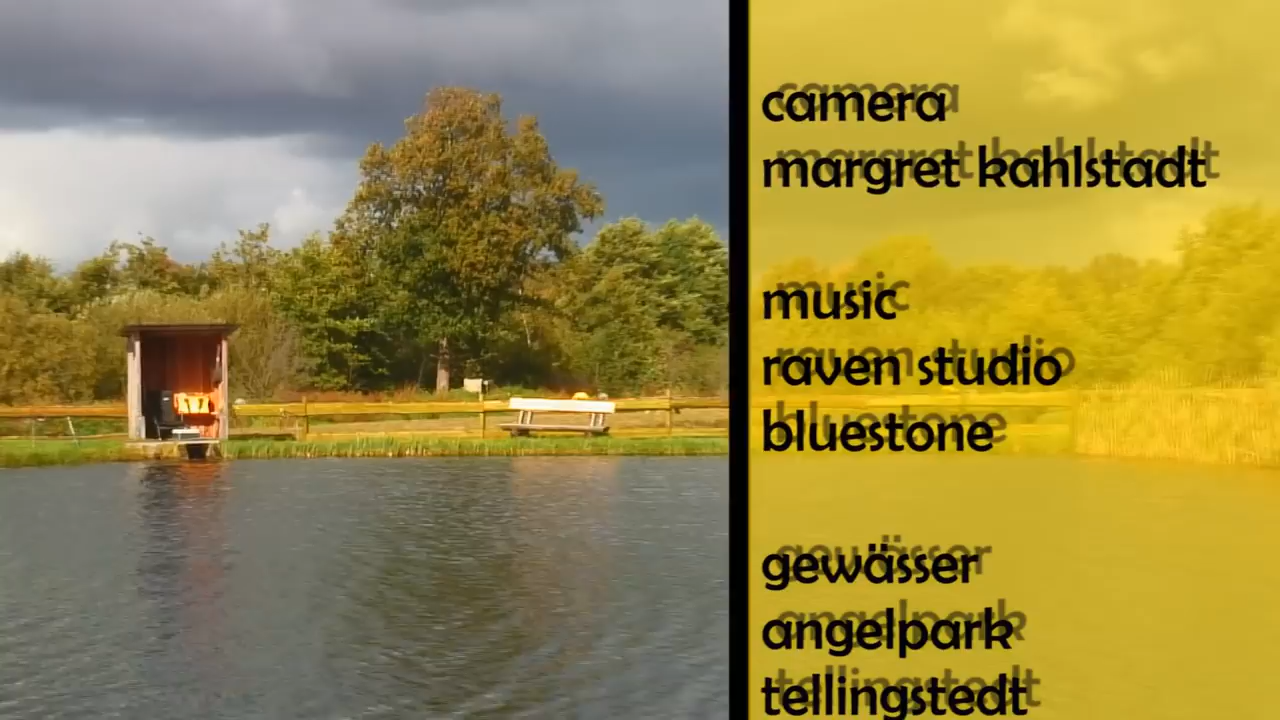 camera
margret kahlstadt
music
raven studio
bluestone
gewässer
angelpark
tellingstedt